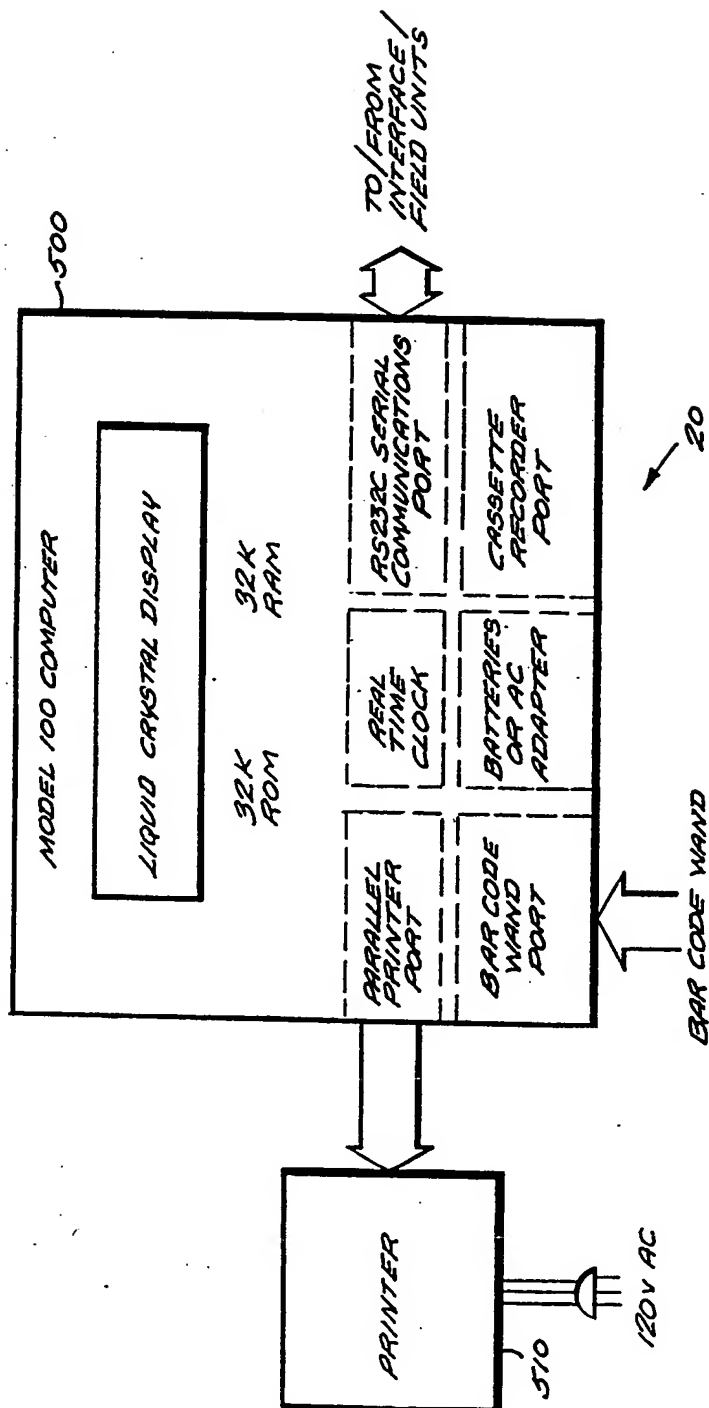 MODEL 100 COMPUTER
500
LIQUID CRYSTAL DISPLAY
32K
ROM
32K
RAM
PARALLEL
PRINTER
PORT
REAL
TIME
CLOCK
RS232C SERIAL
COMMUNICATIONS
PORT
TO/FROM
INTERFACE/
FIELD UNITS
BAR CODE
WAND
PORT
BATTERIES
OR AC
ADAPTER
CASSETTE
RECORDER
PORT
PRINTER
510
120V AC
BAR CODE WAND
20